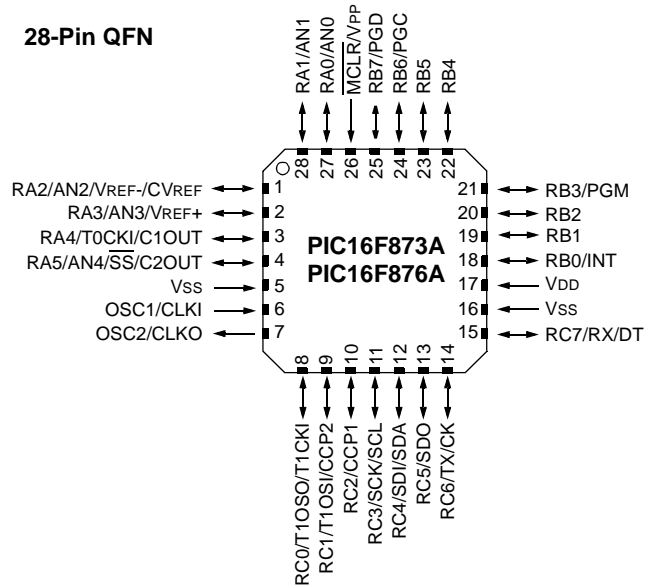 28-Pin QFN
RA1/AN1
RA0/AN0
MCLR/VPP
RB7/PGD
RB6/PGC
RB5
RB4
28
27
26
25
24
23
22
RA2/AN2/VREF-/CVREF
1
RA3/AN3/VREF+
2
RA4/T0CKI/C1OUT
3
RA5/AN4/SS/C2OUT
4
VSS
5
OSC1/CLKI
6
OSC2/CLKO
7
PIC16F873A
PIC16F876A
21
RB3/PGM
20
RB2
19
RB1
18
RB0/INT
17
VDD
16
VSS
15
RC7/RX/DT
8
9
10
11
12
13
14
RC0/T1OSO/T1CKI
RC1/T1OSI/CCP2
RC2/CCP1
RC3/SCK/SCL
RC4/SDI/SDA
RC5/SDO
RC6/TX/CK